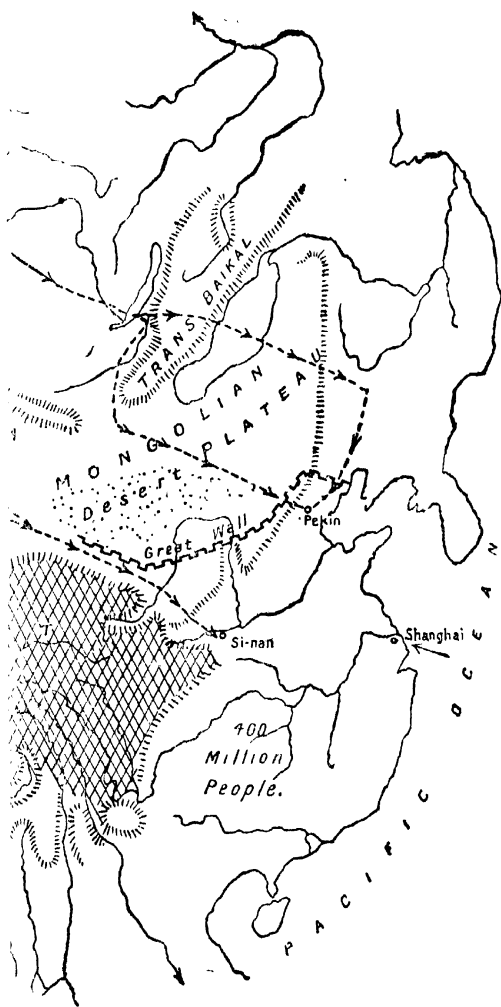 TRANS BAIKAL
MONGOLIAN
PLATEAU
Desert
Great Wall
Pekin
Si-nan
Shanghai
400
Million
People.
PACIFIC OCEAN